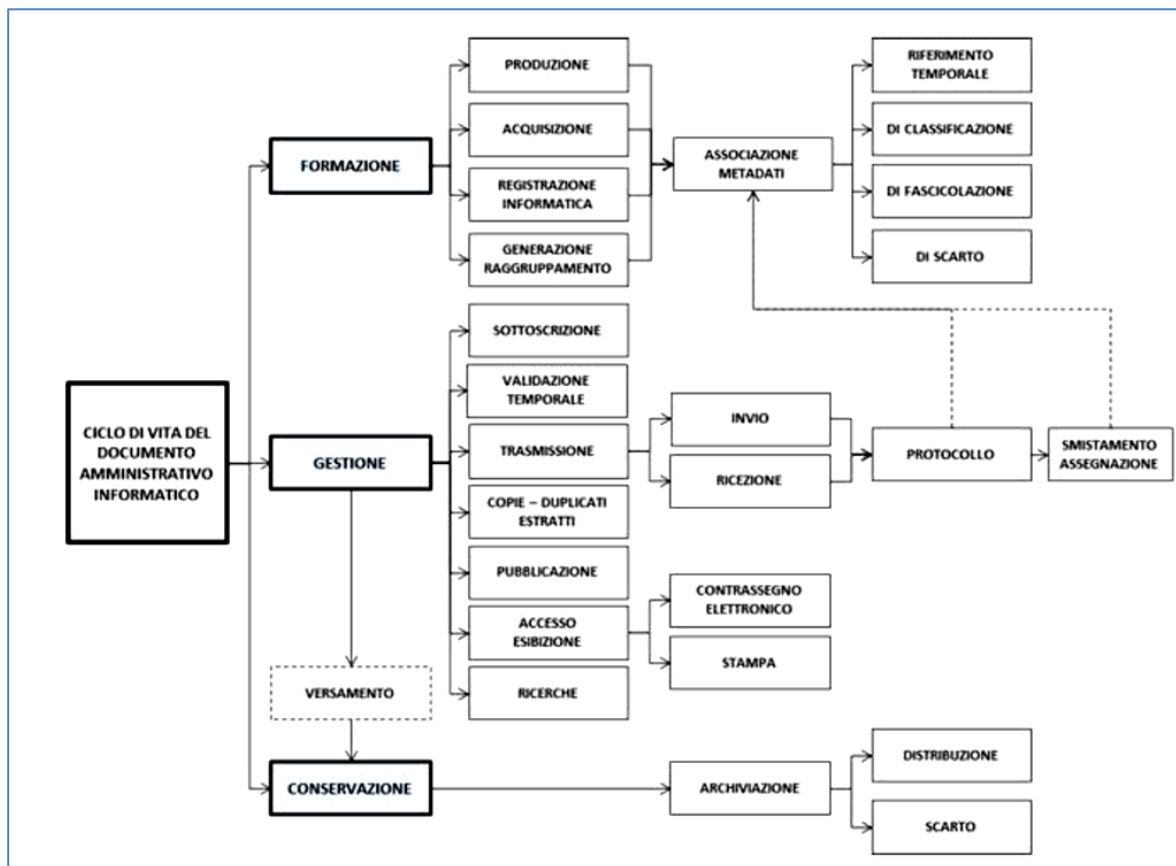 PRODUZIONE
ACQUISIZIONE
REGISTRAZIONE
INFORMATICA
GENERAZIONE
RAGGRUPPAMENTO
FORMAZIONE
ASSOCIAZIONE
METADATI
RIFERIMENTO
TEMPORALE
DI CLASSIFICAZIONE
DI FASCICOLAZIONE
DI SCARTO
CICLO DI VITA DEL
DOCUMENTO
AMMINISTRATIVO
INFORMATICO
GESTIONE
SOTTOSCRIZIONE
VALIDAZIONE
TEMPORALE
TRASMISSIONE
COPIE – DUPLICATI
ESTRATTI
PUBBLICAZIONE
ACCESSO
ESIBIZIONE
RICERCHE
INVIO
RICEZIONE
PROTOCOLLO
SMISTAMENTO
ASSEGNAZIONE
CONTRASSEGNO
ELETTRONICO
STAMPA
VERSAMENTO
CONSERVAZIONE
ARCHIVIAZIONE
DISTRIBUZIONE
SCARTO